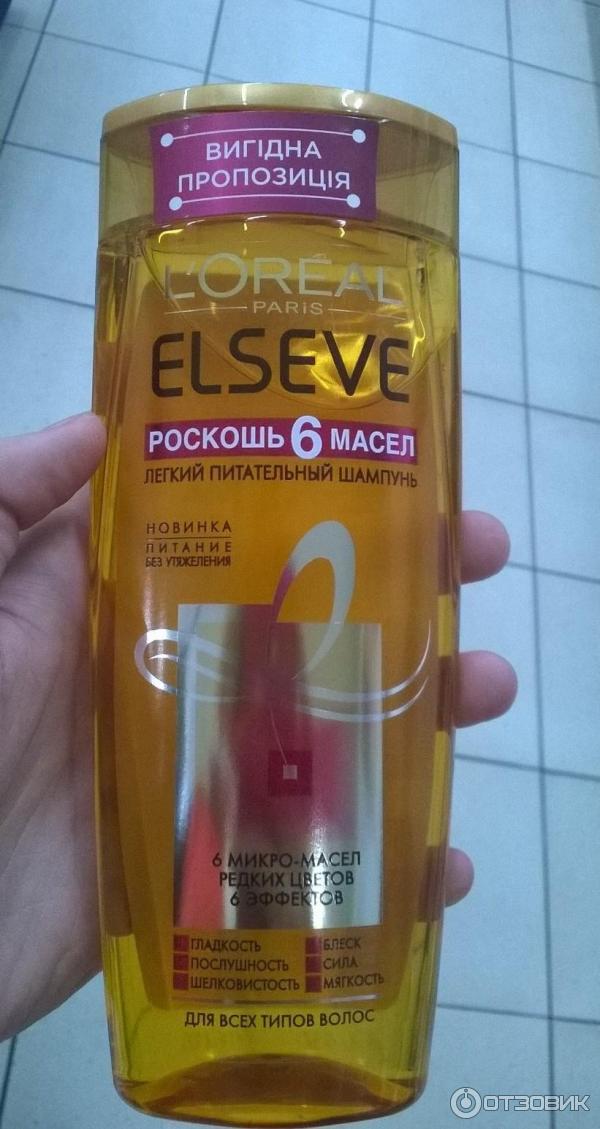 ВИГІДНА
ПРОПОЗИЦІЯ
L'ORÉAL
PARIS
ELSEVE
РОСКОШЬ 6 МАСЕЛ
ЛЕГКИЙ ПИТАТЕЛЬНЫЙ ШАМПУНЬ
НОВИНКА
ПИТАНИЕ
БЕЗ УТЯЖЕЛЕНИЯ
6 МИКРО-МАСЕЛ
РЕДКИХ ЦВЕТОВ
6 ЭФФЕКТОВ
ГЛАДКОСТЬ БЛЕСК
ПОСЛУШНОСТЬ СИЛА
ШЕЛКОВИСТОСТЬ МЯГКОСТЬ
ДЛЯ ВСЕХ ТИПОВ ВОЛОС
ОТЗОВИК